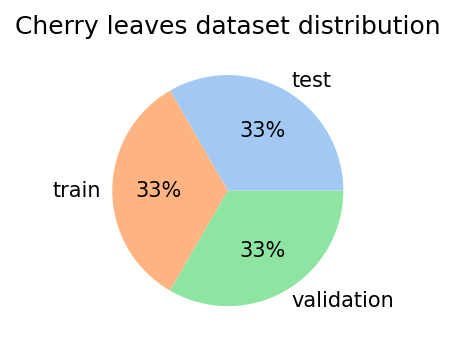 Cherry leaves dataset distribution
test
33%
train
33%
33%
validation